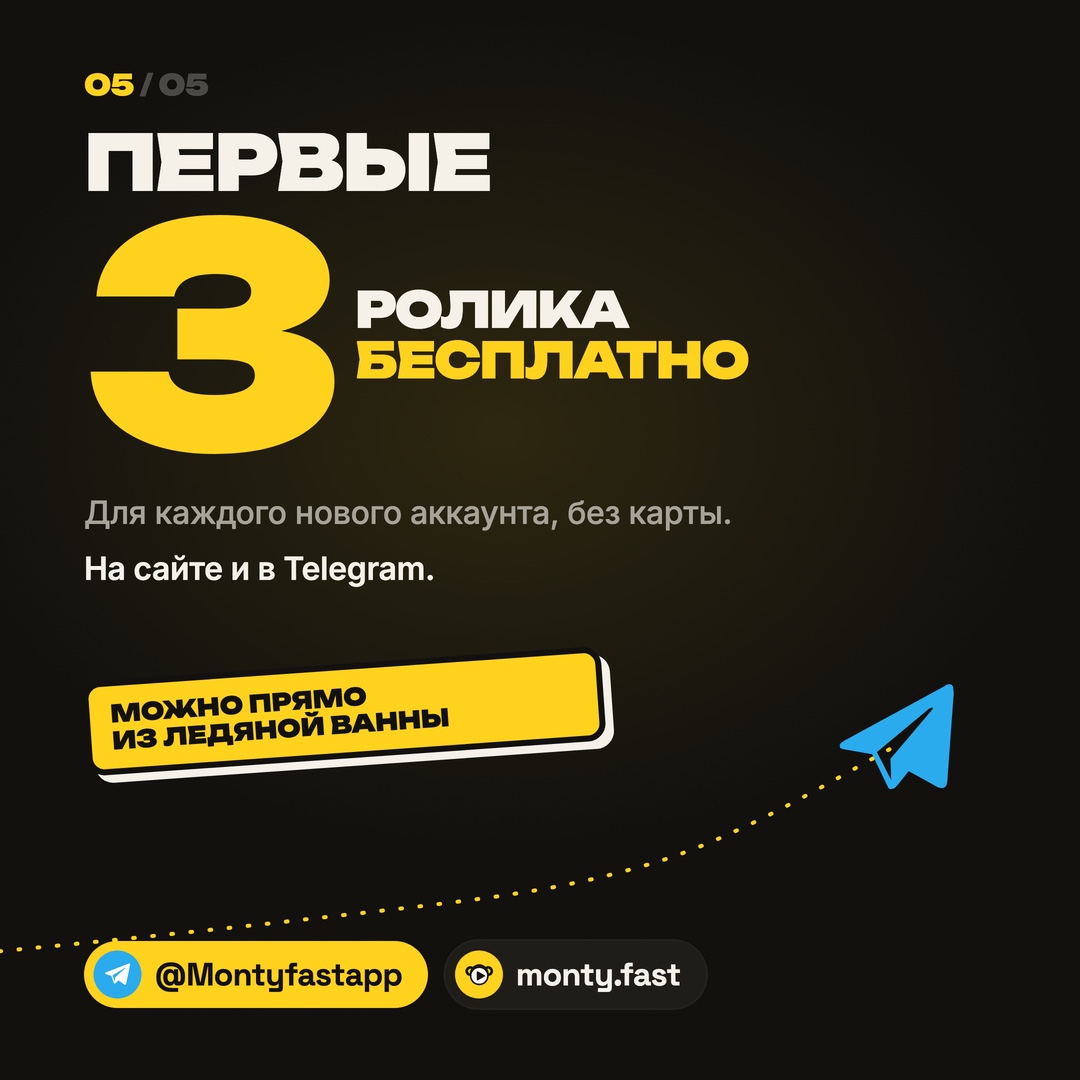 05 / 05
ПЕРВЫЕ
3
РОЛИКА
БЕСПЛАТНО
Для каждого нового аккаунта, без карты.
На сайте и в Telegram.
МОЖНО ПРЯМО
ИЗ ЛЕДЯНОЙ ВАННЫ
@Montyfastapp
monty.fast